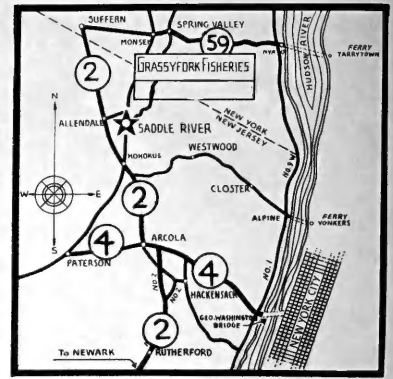 SUFFERN
SPRING VALLEY
MONSEY
59
NYACK
HUDSON RIVER
FERRY
TARRYTOWN
GRASSYFORK FISHERIES
2
N
W
E
S
ALLENDALE
SADDLE RIVER
NEW YORK
NEW JERSEY
HOHOKUS
WESTWOOD
NO. 9W
2
CLOSTER
ALPINE
FERRY
YONKERS
4
PATERSON
ARCOLA
4
NO. 1
NO. 2
NO. 2
HACKENSACK
GEO. WASHINGTON
BRIDGE
NEW YORK CITY
2
TO NEWARK
RUTHERFORD